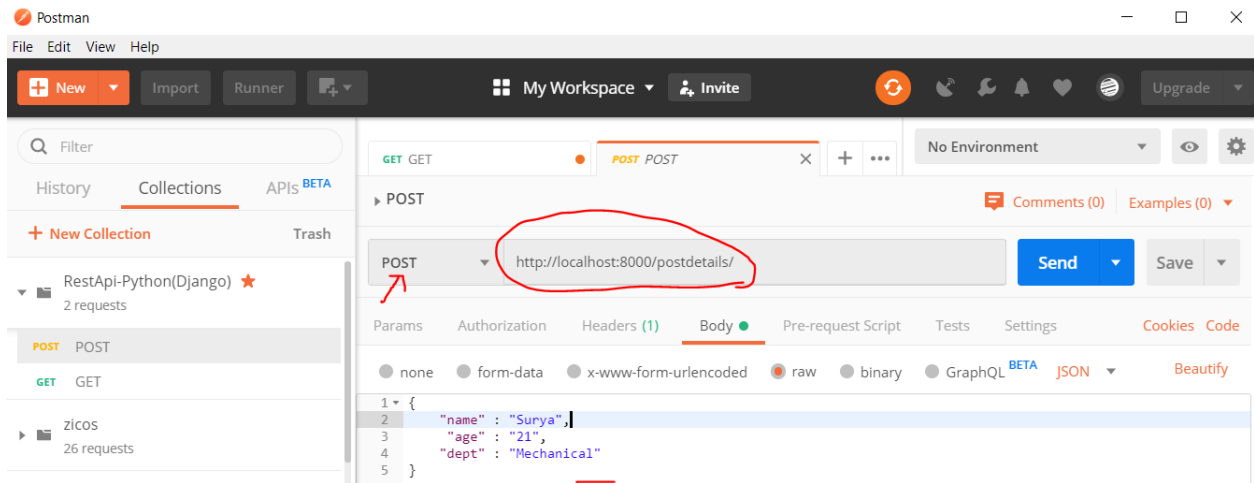 Postman
File Edit View Help
New Import Runner My Workspace Invite Upgrade
Filter
History Collections APIs BETA
+ New Collection Trash
RestApi-Python(Django)
2 requests
POST POST
GET GET
zicos
26 requests
GET GET POST POST No Environment
POST Comments (0) Examples (0)
POST http://localhost:8000/postdetails/ Send Save
Params Authorization Headers (1) Body Pre-request Script Tests Settings Cookies Code
none form-data x-www-form-urlencoded raw binary GraphQL BETA JSON Beautify
1 {
2 "name" : "Surya",
3 "age" : "21",
4 "dept" : "Mechanical"
5 }